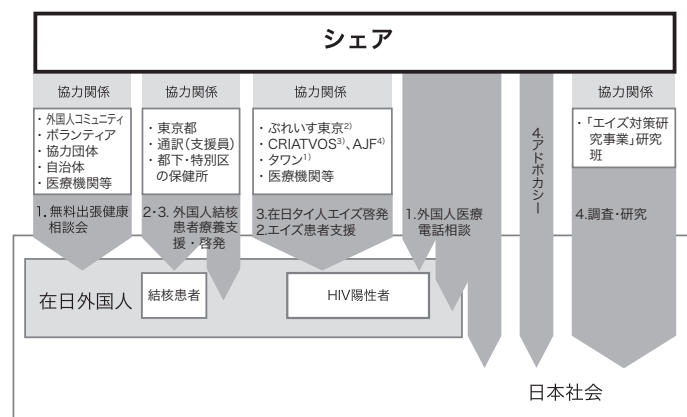 シェア
協力関係
・外国人コミュニティ
・ボランティア
・協力団体
・自治体
・医療機関等
1．無料出張健康
相談会
協力関係
・東京都
・通訳（支援員）
・都下・特別区
の保健所
2・3．外国人結核
患者療養支
援・啓発
協力関係
・ぷれいす東京2)
・CRIATVOS3)、AJF4)
・タワン1)
・医療機関等
3.在日タイ人エイズ啓発
2.エイズ患者支援
1.外国人医療
電話相談
4.アドボカシー
協力関係
・「エイズ対策研
究事業」研究
班
4.調査・研究
在日外国人
結核患者
HIV陽性者
日本社会